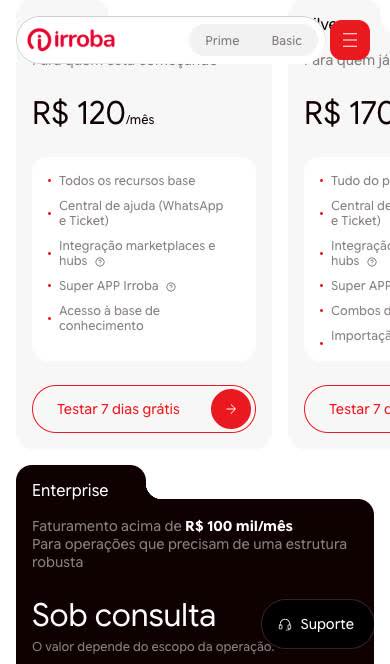 irroba
Prime
Basic
R$ 120/mês
Todos os recursos base
Central de ajuda (WhatsApp
e Ticket)
Integração marketplaces e
hubs
Super APP Irroba
Acesso à base de
conhecimento
Testar 7 dias grátis
R$ 170
Tudo do
Central de
e Ticket)
hubs
Super APP
Combos
Testar 7
Enterprise
Faturamento acima de R$ 100 mil/mês
Para operações que precisam de uma estrutura
robusta
Sob consulta
O valor depende do escopo da operação.
Suporte